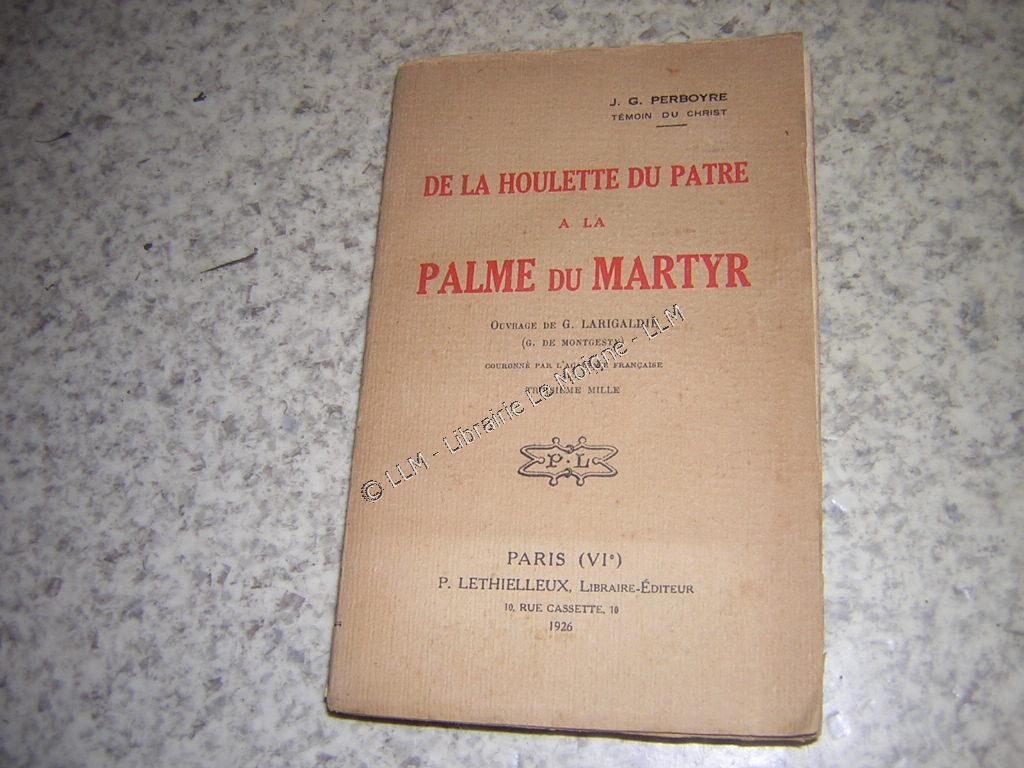 J. G. PERBOYRE
TÉMOIN DU CHRIST
DE LA HOULETTE DU PATRE
A LA
PALME DU MARTYR
OUVRAGE DE G. LARIGALDIE
(G. DE MONTGESTY)
COURONNÉ PAR L'ACADÉMIE FRANÇAISE
TROISIÈME MILLE
© LLM - Librairie Le Moigne - LLM
P. L
PARIS (VIe)
P. LETHIELLEUX, LIBRAIRE-ÉDITEUR
10, RUE CASSETTE, 10
1926